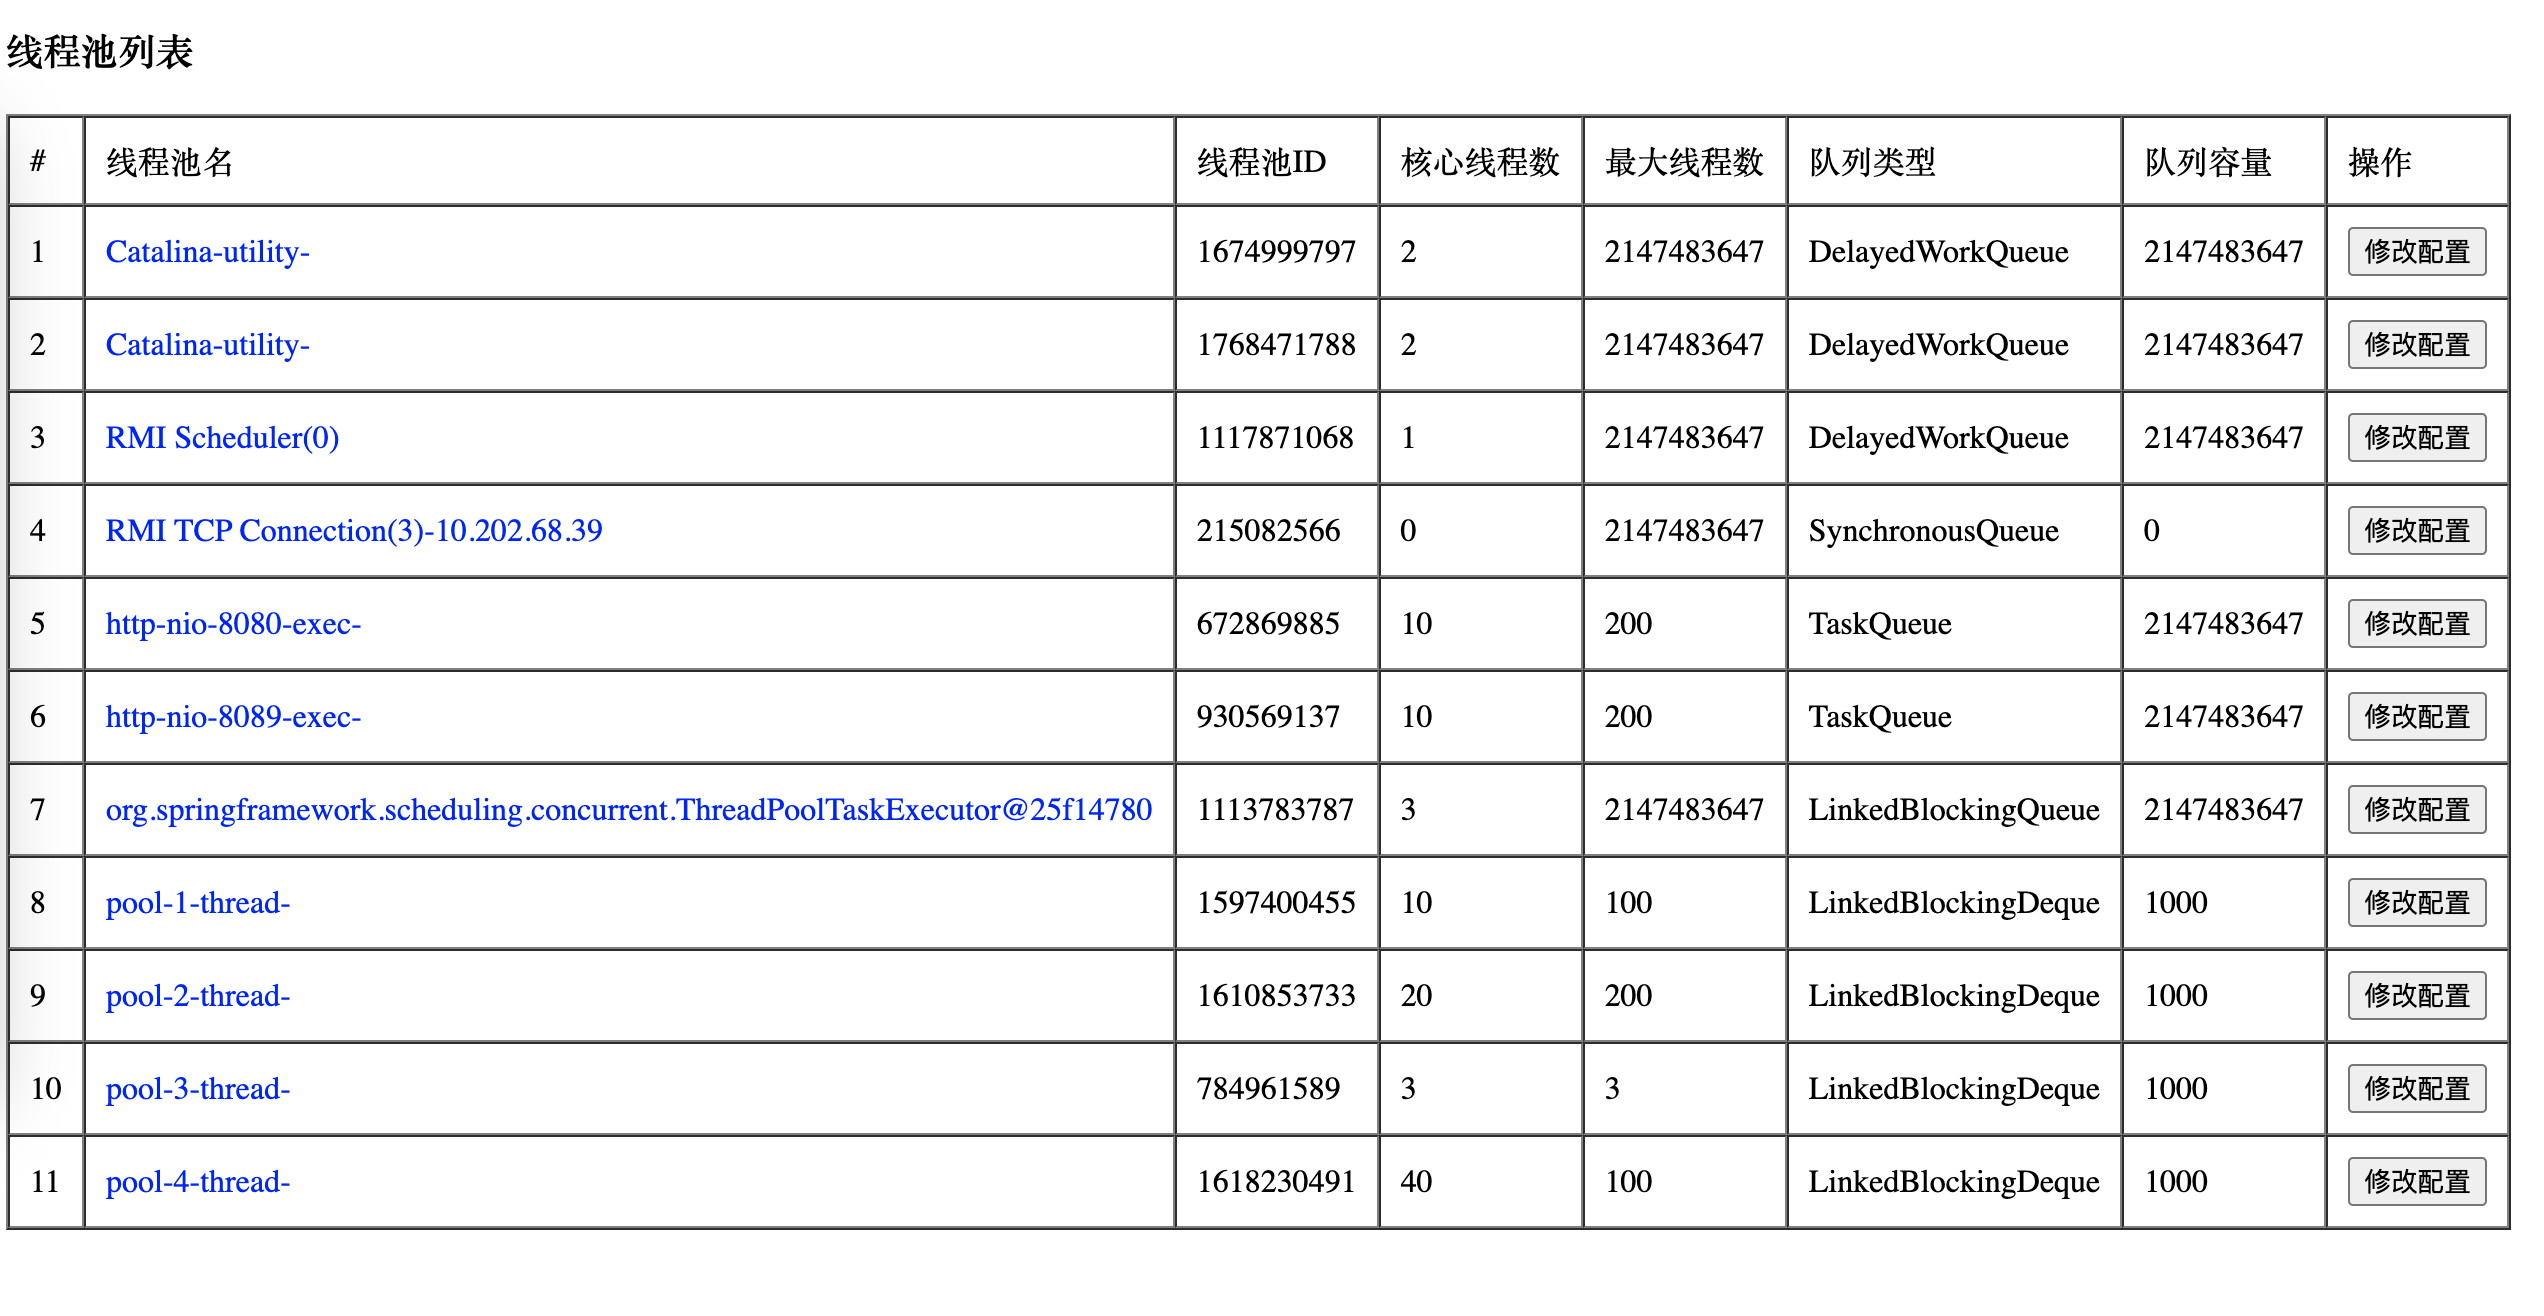 线程池列表
# 线程池名 线程池ID 核心线程数 最大线程数 队列类型 队列容量 操作
1 Catalina-utility- 1674999797 2 2147483647 DelayedWorkQueue 2147483647 修改配置
2 Catalina-utility- 1768471788 2 2147483647 DelayedWorkQueue 2147483647 修改配置
3 RMI Scheduler(0) 1117871068 1 2147483647 DelayedWorkQueue 2147483647 修改配置
4 RMI TCP Connection(3)-10.202.68.39 215082566 0 2147483647 SynchronousQueue 0 修改配置
5 http-nio-8080-exec- 672869885 10 200 TaskQueue 2147483647 修改配置
6 http-nio-8089-exec- 930569137 10 200 TaskQueue 2147483647 修改配置
7 org.springframework.scheduling.concurrent.ThreadPoolTaskExecutor@25f14780 1113783787 3 2147483647 LinkedBlockingQueue 2147483647 修改配置
8 pool-1-thread- 1597400455 10 100 LinkedBlockingDeque 1000 修改配置
9 pool-2-thread- 1610853733 20 200 LinkedBlockingDeque 1000 修改配置
10 pool-3-thread- 784961589 3 3 LinkedBlockingDeque 1000 修改配置
11 pool-4-thread- 1618230491 40 100 LinkedBlockingDeque 1000 修改配置